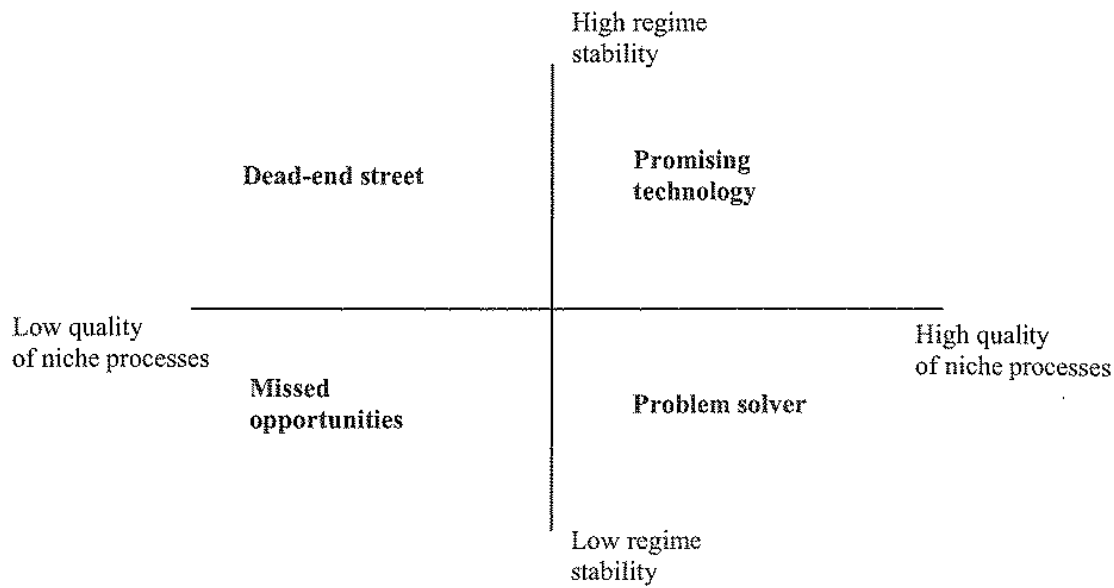 High regime
stability
Dead-end street
Promising
technology
Low quality
of niche processes
High quality
of niche processes
Missed
opportunities
Problem solver
Low regime
stability